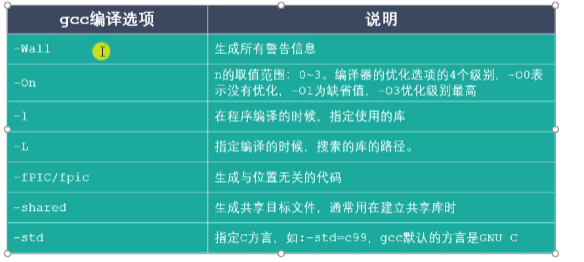 gcc编译选项 说明
-Wall 生成所有警告信息
-On n的取值范围：0~3。编译器的优化选项的4个级别，-O0表
示没有优化，-O1为缺省值，-O3优化级别最高
-l 在程序编译的时候，指定使用的库
-L 指定编译的时候，搜索的库的路径。
-fPIC/fpic 生成与位置无关的代码
-shared 生成共享目标文件，通常用在建立共享库时
-std 指定C方言，如:-std=c99，gcc默认的方言是GNU C